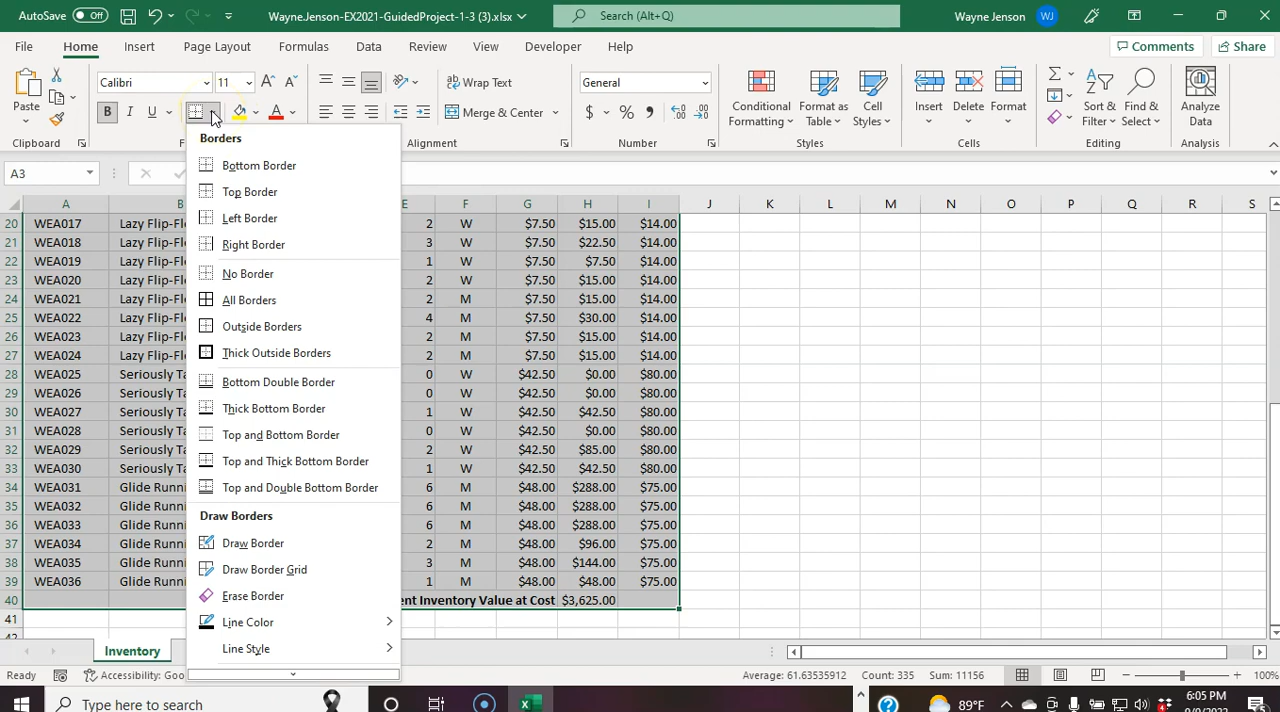 AutoSave Off Wayne.Jenson-EX2021-GuidedProject-1-3 (3).xlsx Search (Alt+Q) Wayne Jenson WJ
File Home Insert Page Layout Formulas Data Review View Developer Help Comments Share
Paste Calibri 11 Wrap Text General Conditional Formatting Format as Table Cell Styles Insert Delete Format Sort & Filter Find & Select Analyze Data
B I U Merge & Center $ %
Clipboard F Alignment Number Styles Cells Editing Analysis
A3
A B E F G H I J K L M N O P Q R S
20 WEA017 Lazy Flip-Fl 2 W $7.50 $15.00 $14.00
21 WEA018 Lazy Flip-Fl 3 W $7.50 $22.50 $14.00
22 WEA019 Lazy Flip-Fl 1 W $7.50 $7.50 $14.00
23 WEA020 Lazy Flip-Fl 2 W $7.50 $15.00 $14.00
24 WEA021 Lazy Flip-Fl 2 M $7.50 $15.00 $14.00
25 WEA022 Lazy Flip-Fl 4 M $7.50 $30.00 $14.00
26 WEA023 Lazy Flip-Fl 2 M $7.50 $15.00 $14.00
27 WEA024 Lazy Flip-Fl 2 M $7.50 $15.00 $14.00
28 WEA025 Seriously Ta 0 W $42.50 $0.00 $80.00
29 WEA026 Seriously Ta 0 W $42.50 $0.00 $80.00
30 WEA027 Seriously Ta 1 W $42.50 $42.50 $80.00
31 WEA028 Seriously Ta 0 W $42.50 $0.00 $80.00
32 WEA029 Seriously Ta 2 W $42.50 $85.00 $80.00
33 WEA030 Seriously Ta 1 W $42.50 $42.50 $80.00
34 WEA031 Glide Runni 6 M $48.00 $288.00 $75.00
35 WEA032 Glide Runni 6 M $48.00 $288.00 $75.00
36 WEA033 Glide Runni 6 M $48.00 $288.00 $75.00
37 WEA034 Glide Runni 2 M $48.00 $96.00 $75.00
38 WEA035 Glide Runni 3 M $48.00 $144.00 $75.00
39 WEA036 Glide Runni 1 M $48.00 $48.00 $75.00
40 ent Inventory Value at Cost $3,625.00
41
42
Borders
Bottom Border
Top Border
Left Border
Right Border
No Border
All Borders
Outside Borders
Thick Outside Borders
Bottom Double Border
Thick Bottom Border
Top and Bottom Border
Top and Thick Bottom Border
Top and Double Bottom Border
Draw Borders
Draw Border
Draw Border Grid
Erase Border
Line Color
Line Style
Inventory
Ready Accessibility: Goo Average: 61.63535912 Count: 335 Sum: 11156 100%
Type here to search 89°F 6:05 PM